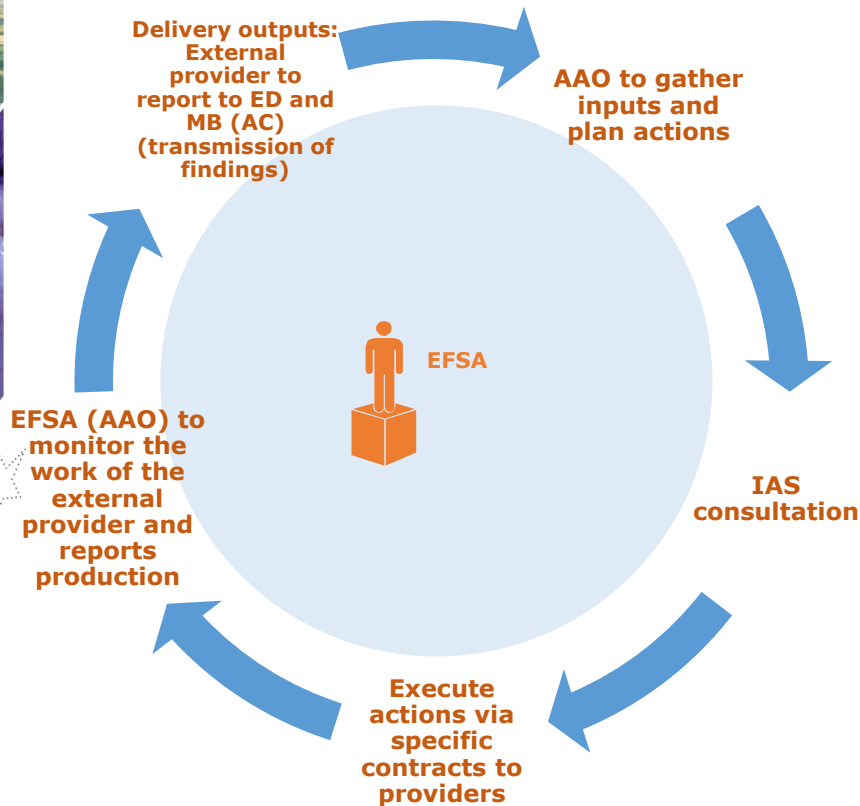 Delivery outputs:
External
provider to
report to ED and
MB (AC)
(transmission of
findings)
AAO to gather
inputs and
plan actions
IAS
consultation
Execute
actions via
specific
contracts to
providers
EFSA (AAO) to
monitor the
work of the
external
provider and
reports
production
EFSA